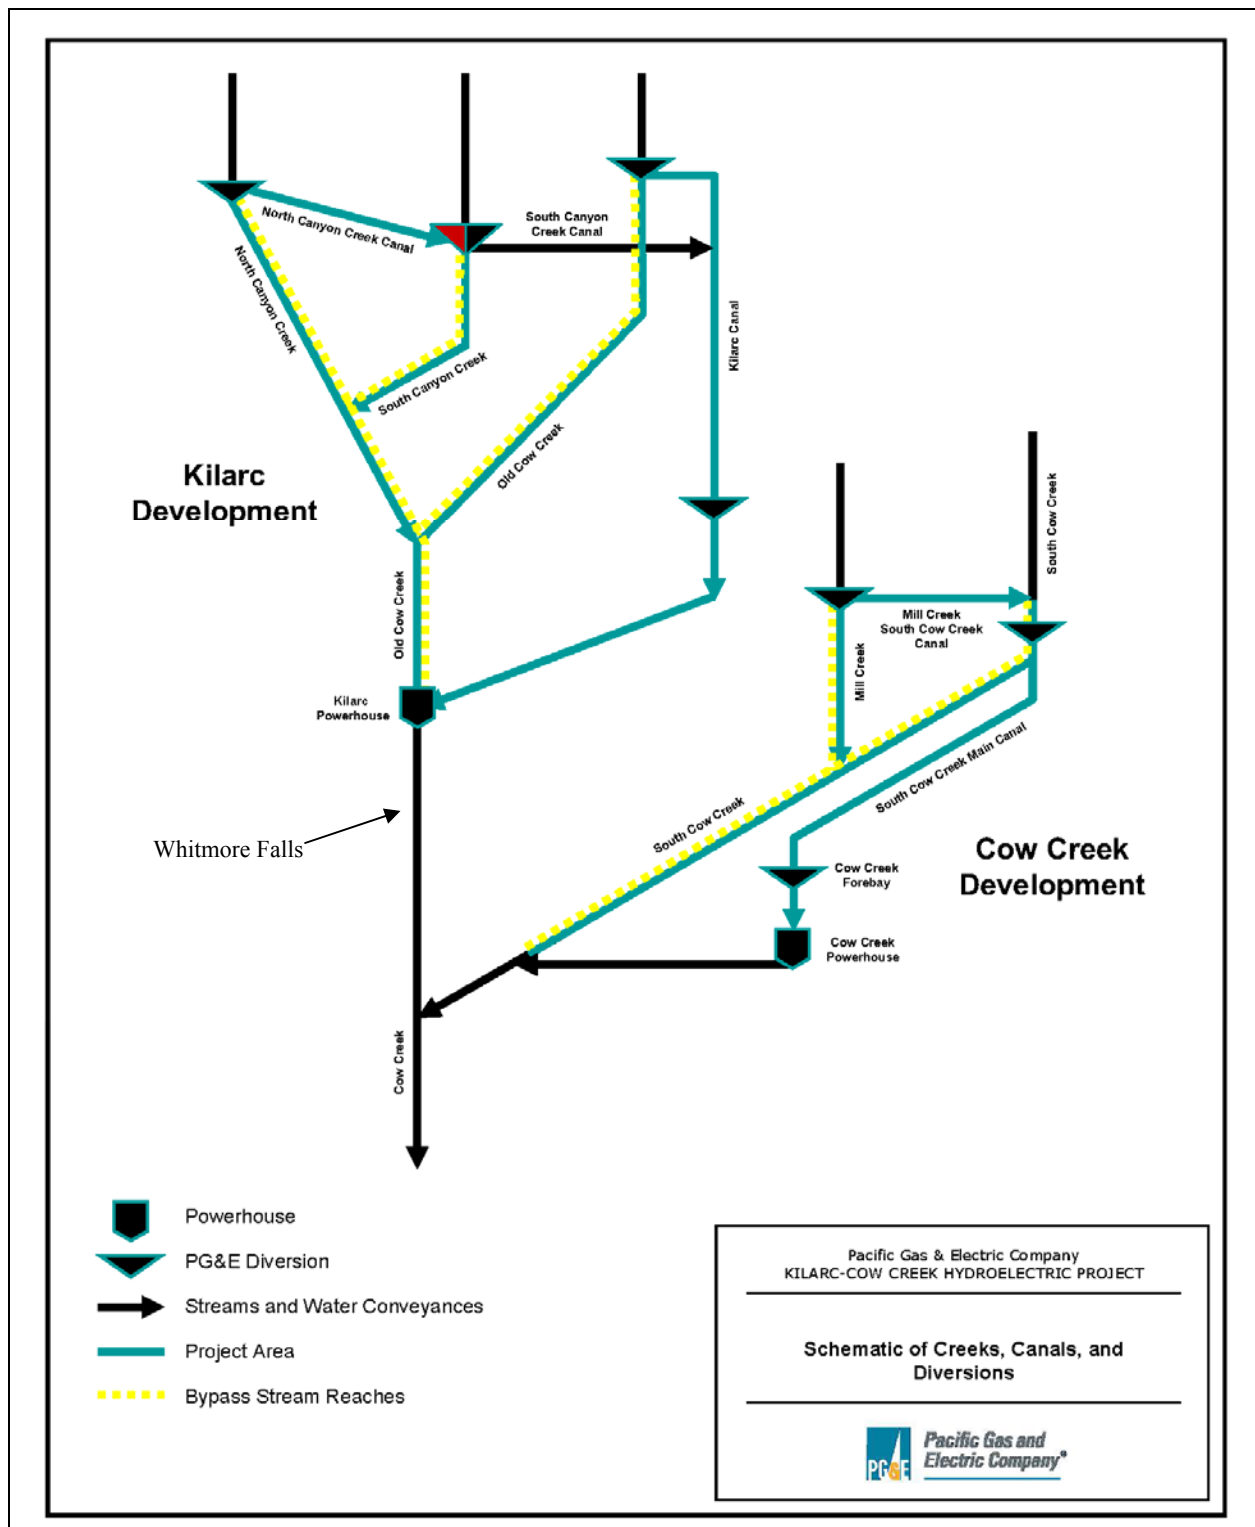 North Canyon Creek Canal
South Canyon
Creek Canal
North Canyon Creek
South Canyon Creek
Kilarc Canal
Old Cow Creek
Kilarc
Development
South Cow Creek
Old Cow Creek
Mill Creek
South Cow Creek
Canal
Mill Creek
Kilarc
Powerhouse
South Cow Creek Main Canal
Whitmore Falls
South Cow Creek
Cow Creek
Forebay
Cow Creek
Development
Cow Creek
Powerhouse
Cow Creek
Powerhouse
PG&E Diversion
Streams and Water Conveyances
Project Area
Bypass Stream Reaches
Pacific Gas & Electric Company
KILARC-COW CREEK HYDROELECTRIC PROJECT
Schematic of Creeks, Canals, and
Diversions
PG&E
Pacific Gas and
Electric Company®